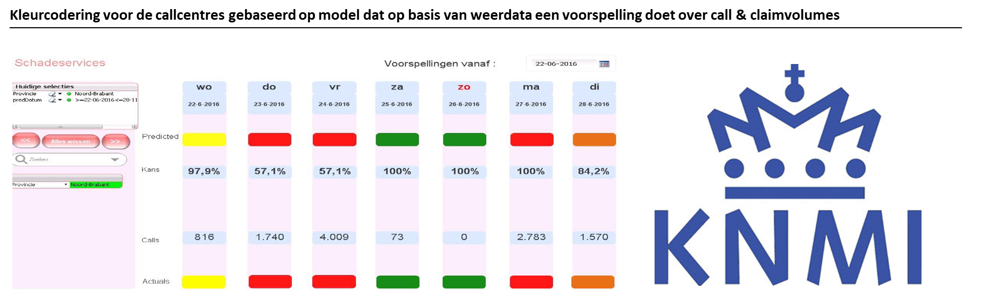 Kleurcodering voor de callcentres gebaseerd op model dat op basis van weerdata een voorspelling doet over call & claimvolumes
Schadeservices
Voorspellingen vanaf :
22-06-2016
Huidige selecties
Provincie Noord-Brabant
predDatum >=22-06-2016<=28-11
<< Alles wissen >>
Zoeken
Provincie Noord-Brabant
wo do vr za zo ma di
22-6-2016 23-6-2016 24-6-2016 25-6-2016 26-6-2016 27-6-2016 28-6-2016
Predicted
Kans 97,9% 57,1% 57,1% 100% 100% 100% 84,2%
Calls 816 1.740 4.009 73 0 2.783 1.570
Actuals
KNMI